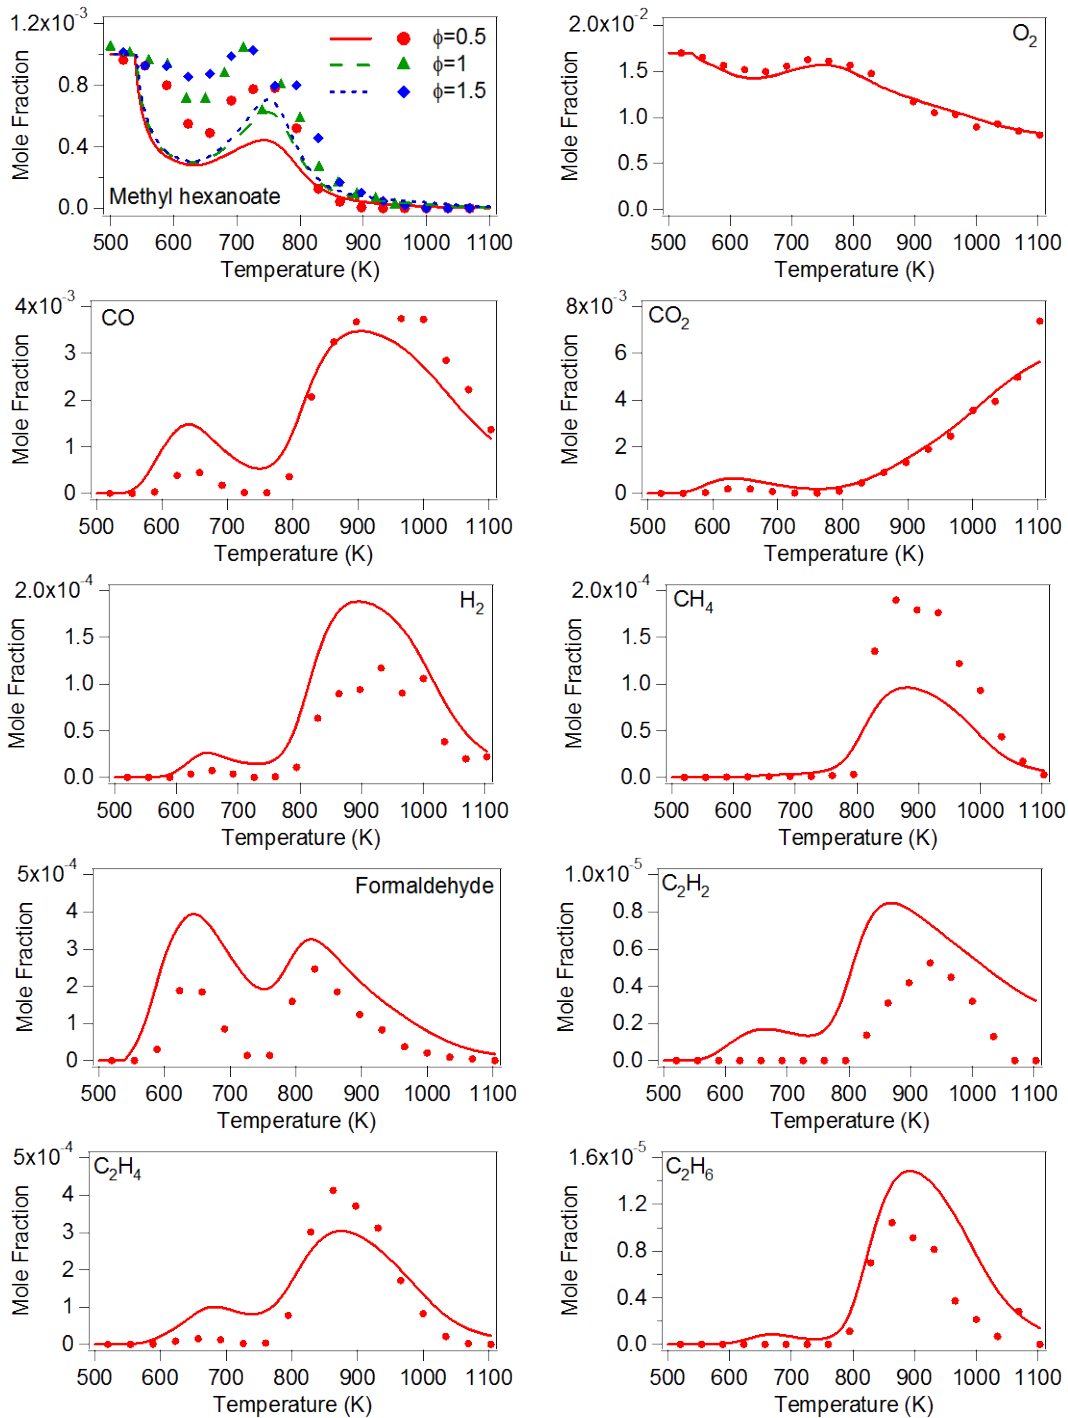 1.2x10⁻³
0.8
0.4
0.0
Mole Fraction
ϕ=0.5
ϕ=1
ϕ=1.5
Methyl hexanoate
500 600 700 800 900 1000 1100
Temperature (K)
2.0x10⁻²
1.5
1.0
0.5
0.0
Mole Fraction
O₂
500 600 700 800 900 1000 1100
Temperature (K)
4x10⁻³
3
2
1
0
Mole Fraction
CO
500 600 700 800 900 1000 1100
Temperature (K)
8x10⁻³
6
4
2
0
Mole Fraction
CO₂
500 600 700 800 900 1000 1100
Temperature (K)
2.0x10⁻⁴
1.5
1.0
0.5
0.0
Mole Fraction
H₂
500 600 700 800 900 1000 1100
Temperature (K)
2.0x10⁻⁴
1.5
1.0
0.5
0.0
Mole Fraction
CH₄
500 600 700 800 900 1000 1100
Temperature (K)
5x10⁻⁴
4
3
2
1
0
Mole Fraction
Formaldehyde
500 600 700 800 900 1000 1100
Temperature (K)
1.0x10⁻⁵
0.8
0.6
0.4
0.2
0.0
Mole Fraction
C₂H₂
500 600 700 800 900 1000 1100
Temperature (K)
5x10⁻⁴
4
3
2
1
0
Mole Fraction
C₂H₄
500 600 700 800 900 1000 1100
Temperature (K)
1.6x10⁻⁵
1.2
0.8
0.4
0.0
Mole Fraction
C₂H₆
500 600 700 800 900 1000 1100
Temperature (K)